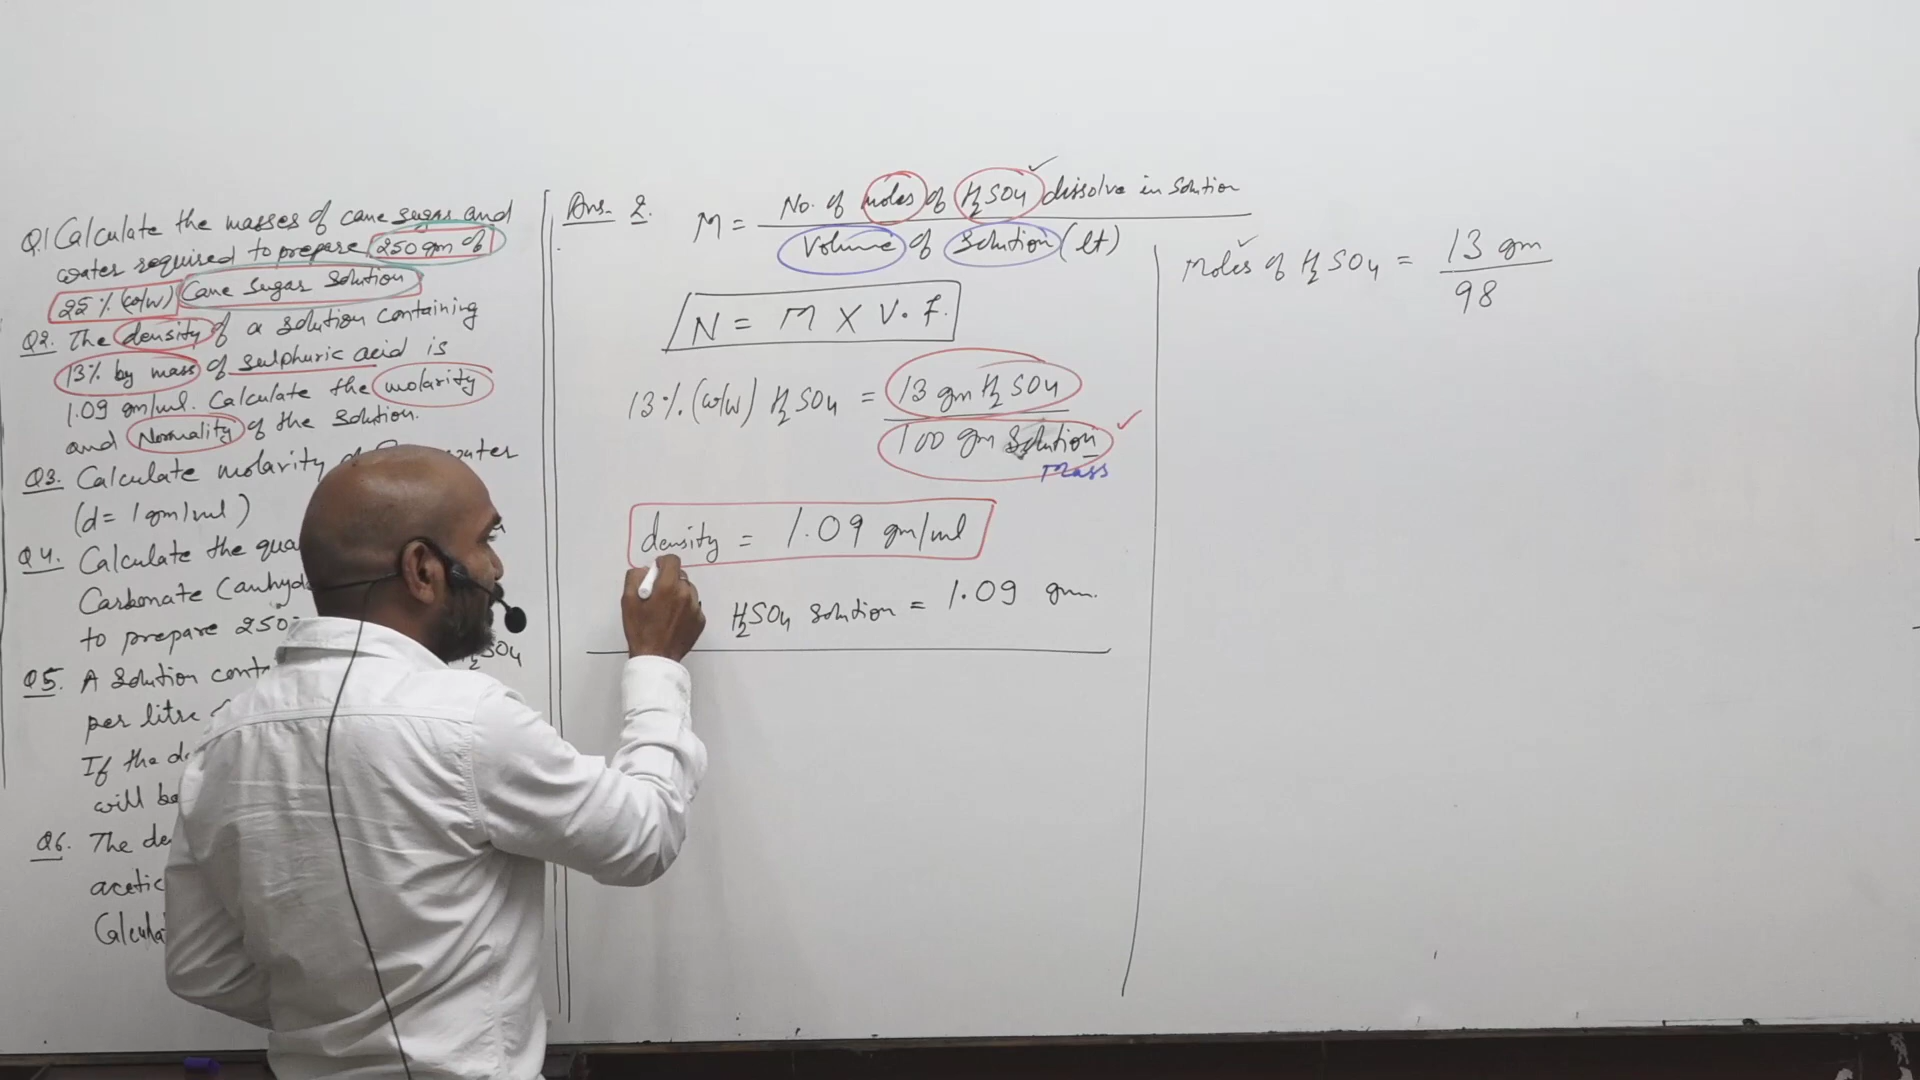 Q.1 Calculate the masses of cane sugar and
water required to prepare 250 gm of
25% (w/w) Cane Sugar Solution
Q2. The density of a solution containing
13% by mass of sulphuric acid is
1.09 gm/ml. Calculate the molarity
and Normality of the solution.
Q3. Calculate molarity water
(d = 1 gm/ml)
Q4. Calculate the
Carbonate
to prepare
H2SO4
Q5. A solution
per litre
If the
will be
Q6. The
acetic
Ans. 2.
M = No. of moles of H2SO4 dissolve in solution
Volume of Solution (lt)
N = M X V.f.
13% (w/w) H2SO4 = 13 gm H2SO4
100 gm Solution
Mass
density = 1.09 gm/ml
H2SO4 solution = 1.09 gm.
Moles of H2SO4 = 13 gm
98